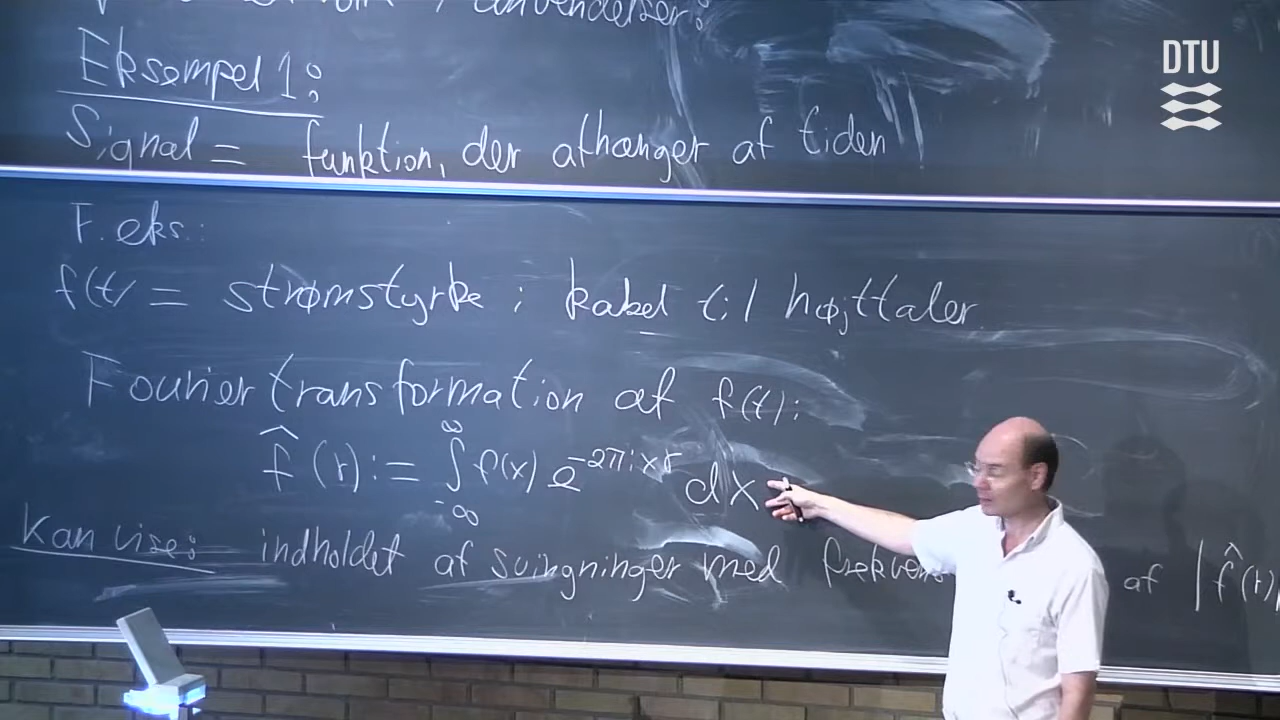 anvendelser:
Eksempel 1:
Signal = funktion, der afhænger af tiden
DTU
F. eks.:
f(t) = strømstyrke i kabel til højttaler
Fouriertransformation af f(t):
f̂(r) := ∫_{-∞}^{∞} f(x) e^{-2πixr} dx
Kan vise: indholdet af svingninger med frekvens af |f̂(r)|